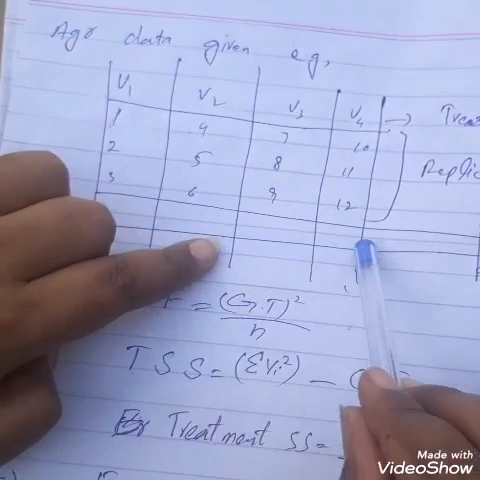 Agr data given e.g,
V1 V2 V3 V4 → Trea
1 4 7 10
2 5 8 11 Replic
3 6 9 12
= (G.T)²
n
TSS = (Σvi²) -
Treatment SS =
Made with
VideoShow